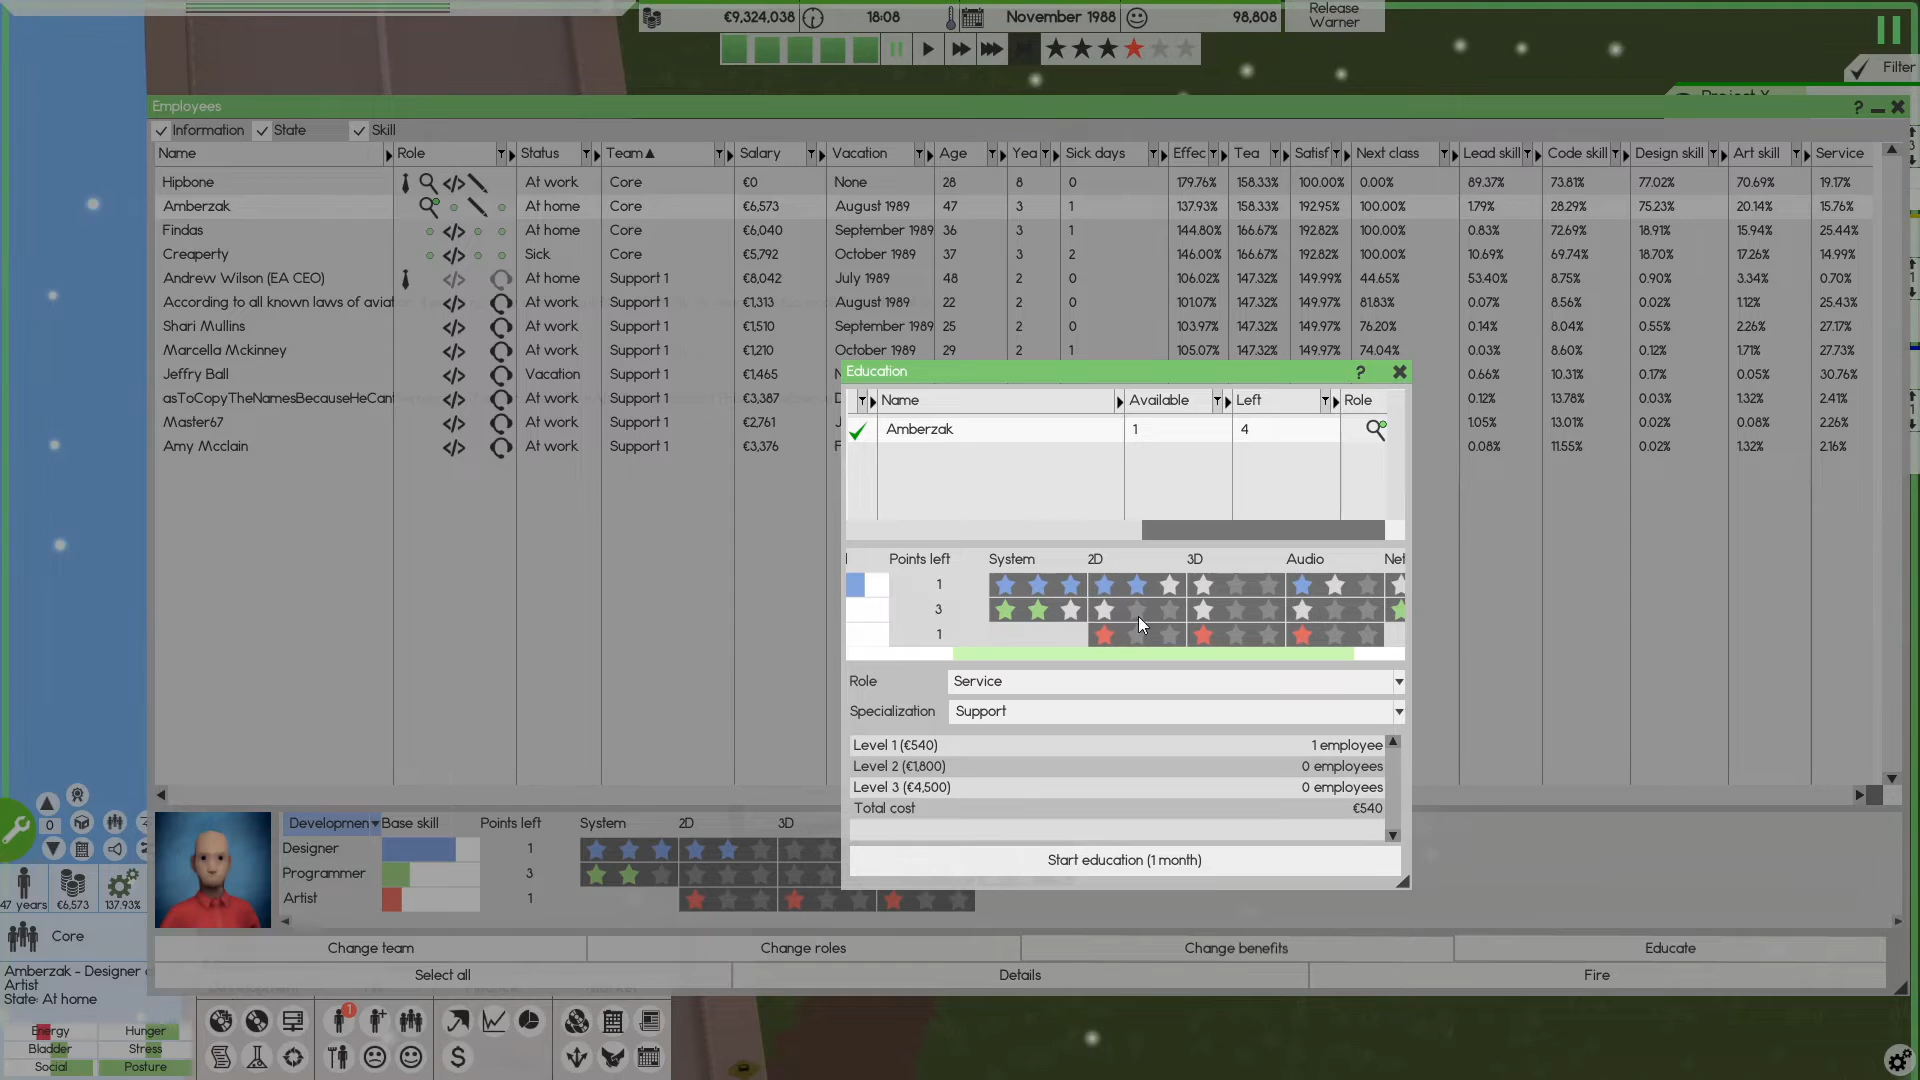 €9,324,038 18:08 November 1988 98,808
Release
Warner
Filter
Employees ?
Information State Skill
Name Role Status Team Salary Vacation Age Yea Sick days Effec Tea Satisf Next class Lead skill Code skill Design skill Art skill Service
Hipbone At work Core €0 None 28 8 0 179.76% 158.33% 100.00% 0.00% 89.37% 73.81% 77.02% 70.69% 19.17%
Amberzak At home Core €6,573 August 1989 47 3 1 137.93% 158.33% 192.95% 100.00% 1.79% 28.29% 75.23% 20.14% 15.76%
Findas At home Core €6,040 September 1989 36 3 1 144.80% 166.67% 192.82% 100.00% 0.83% 72.69% 18.91% 15.94% 25.44%
Creaperty Sick Core €5,792 October 1989 37 3 2 146.00% 166.67% 192.82% 100.00% 10.69% 69.74% 18.70% 17.26% 14.99%
Andrew Wilson (EA CEO) At home Support 1 €8,042 July 1989 48 2 0 106.02% 147.32% 149.99% 44.65% 53.40% 8.75% 0.90% 3.34% 0.70%
According to all known laws of aviat At work Support 1 €1,313 August 1989 22 2 0 101.07% 147.32% 149.97% 81.83% 0.07% 8.56% 0.02% 1.12% 25.43%
Shari Mullins At work Support 1 €1,510 September 1989 25 2 0 103.97% 147.32% 149.97% 76.20% 0.14% 8.04% 0.55% 2.26% 27.17%
Marcella Mckinney At work Support 1 €1,210 October 1989 29 2 1 105.07% 147.32% 149.97% 74.04% 0.03% 8.60% 0.12% 1.71% 27.73%
Jeffry Ball Vacation Support 1 €1,465 0.66% 10.31% 0.17% 0.05% 30.76%
asToCopyTheNamesBecauseHeCant At work Support 1 €3,387 0.12% 13.78% 0.03% 1.32% 2.41%
Master67 At work Support 1 €2,761 1.05% 13.01% 0.02% 0.08% 2.26%
Amy Mcclain At work Support 1 €3,376 0.08% 11.55% 0.02% 1.32% 2.16%
Education ?
Name Available Left Role
Amberzak 1 4
Points left System 2D 3D Audio Net
1
3
1
Role Service
Specialization Support
Level 1 (€540) 1 employee
Level 2 (€1,800) 0 employees
Level 3 (€4,500) 0 employees
Total cost €540
Start education (1 month)
Developmen Base skill Points left System 2D 3D
Designer 1
Programmer 3
Artist 1
Change team Change roles Change benefits Educate
Select all Details Fire
0
47 years €6,573 137.93%
Core
Amberzak - Designer
Artist
State: At home
Energy Hunger
Bladder Stress
Social Posture
1